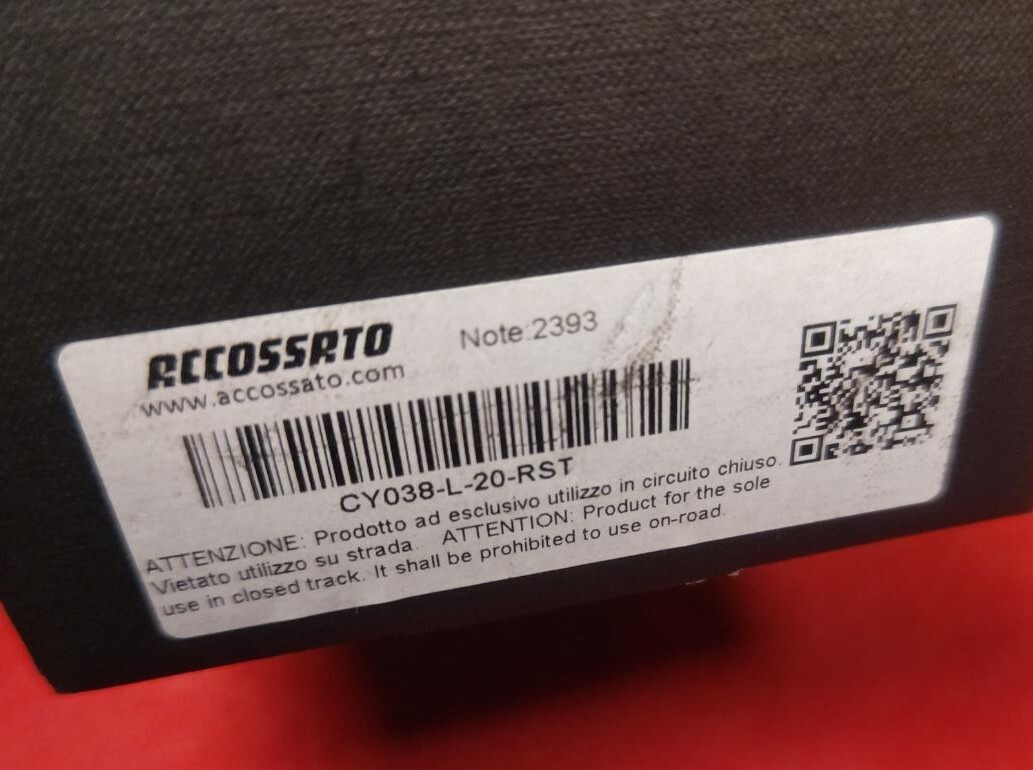 ACCOSSATO Note:2393
www.accossato.com
CY038-L-20-RST
ATTENZIONE: Prodotto ad esclusivo utilizzo in circuito chiuso.
Vietato utilizzo su strada. ATTENTION: Product for the sole
use in closed track. It shall be prohibited to use on-road.